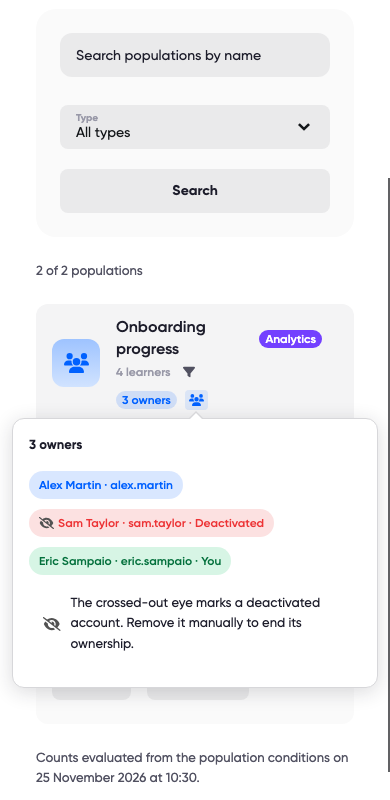 Search populations by name
Type
All types
Search
2 of 2 populations
Onboarding
progress
Analytics
4 learners
3 owners
3 owners
Alex Martin · alex.martin
Sam Taylor · sam.taylor · Deactivated
Eric Sampaio · eric.sampaio · You
The crossed-out eye marks a deactivated
account. Remove it manually to end its
ownership.
Counts evaluated from the population conditions on
25 November 2026 at 10:30.